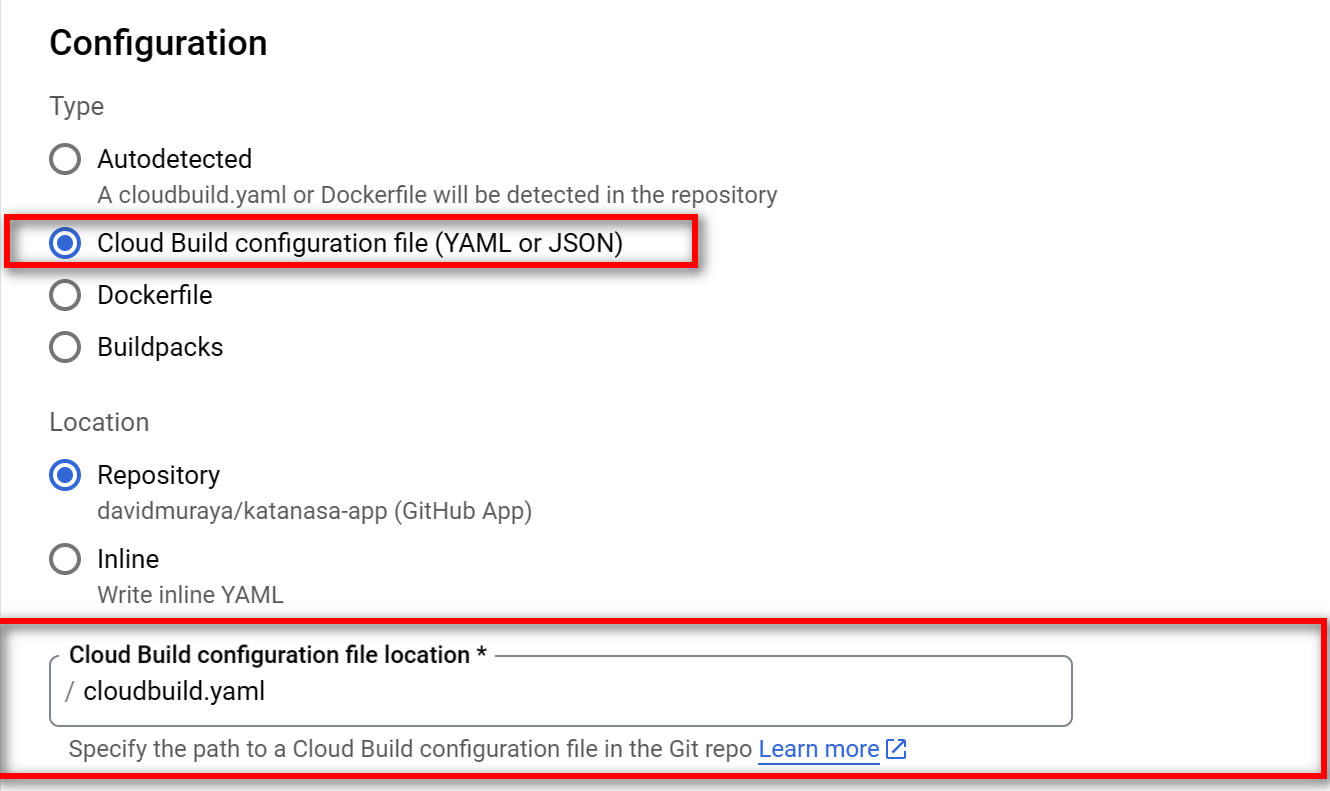 Configuration
Type
Autodetected
A cloudbuild.yaml or Dockerfile will be detected in the repository
Cloud Build configuration file (YAML or JSON)
Dockerfile
Buildpacks
Location
Repository
davidmuraya/katanasa-app (GitHub App)
Inline
Write inline YAML
Cloud Build configuration file location *
/ cloudbuild.yaml
Specify the path to a Cloud Build configuration file in the Git repo Learn more